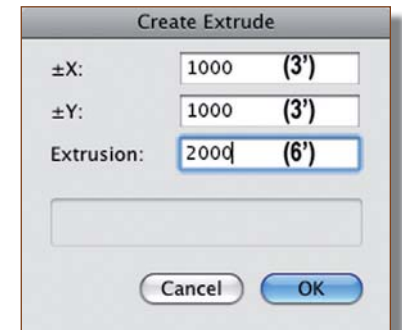 Create Extrude
±X: 1000 (3')
±Y: 1000 (3')
Extrusion: 2000 (6')
Cancel OK